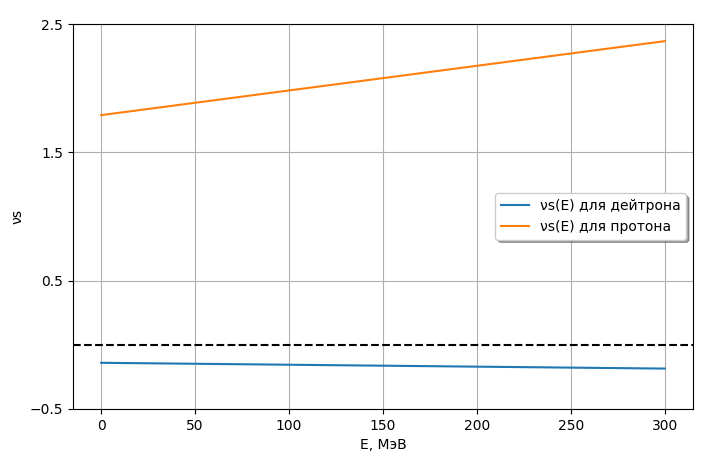 2.5
1.5
0.5
−0.5
νs
νs(E) для дейтрона
νs(E) для протона
0 50 100 150 200 250 300
E, МэВ